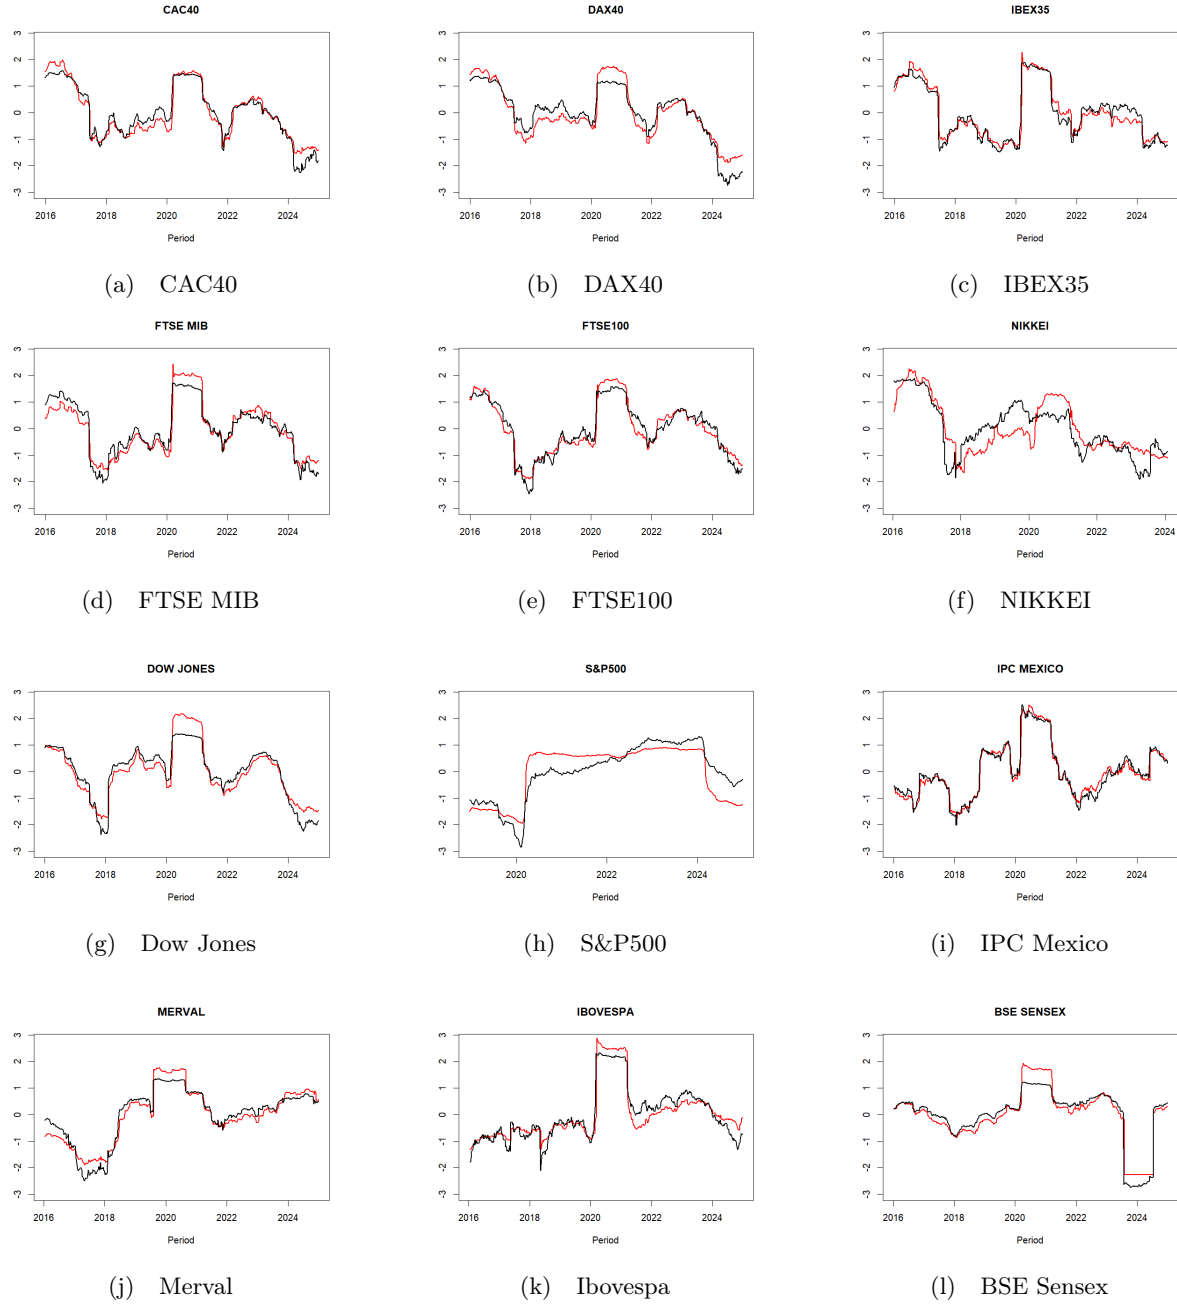 CAC40 DAX40 IBEX35
3 3 3
2 2 2
1 1 1
0 0 0
-1 -1 -1
-2 -2 -2
-3 -3 -3
2016 2018 2020 2022 2024 2016 2018 2020 2022 2024 2016 2018 2020 2022 2024
Period Period Period
(a) CAC40 (b) DAX40 (c) IBEX35
FTSE MIB FTSE100 NIKKEI
3 3 3
2 2 2
1 1 1
0 0 0
-1 -1 -1
-2 -2 -2
-3 -3 -3
2016 2018 2020 2022 2024 2016 2018 2020 2022 2024 2016 2018 2020 2022 2024
Period Period Period
(d) FTSE MIB (e) FTSE100 (f) NIKKEI
DOW JONES S&P500 IPC MEXICO
3 3 3
2 2 2
1 1 1
0 0 0
-1 -1 -1
-2 -2 -2
-3 -3 -3
2016 2018 2020 2022 2024 2020 2022 2024 2016 2018 2020 2022 2024
Period Period Period
(g) Dow Jones (h) S&P500 (i) IPC Mexico
MERVAL IBOVESPA BSE SENSEX
3 3 3
2 2 2
1 1 1
0 0 0
-1 -1 -1
-2 -2 -2
-3 -3 -3
2016 2018 2020 2022 2024 2016 2018 2020 2022 2024 2016 2018 2020 2022 2024
Period Period Period
(j) Merval (k) Ibovespa (l) BSE Sensex